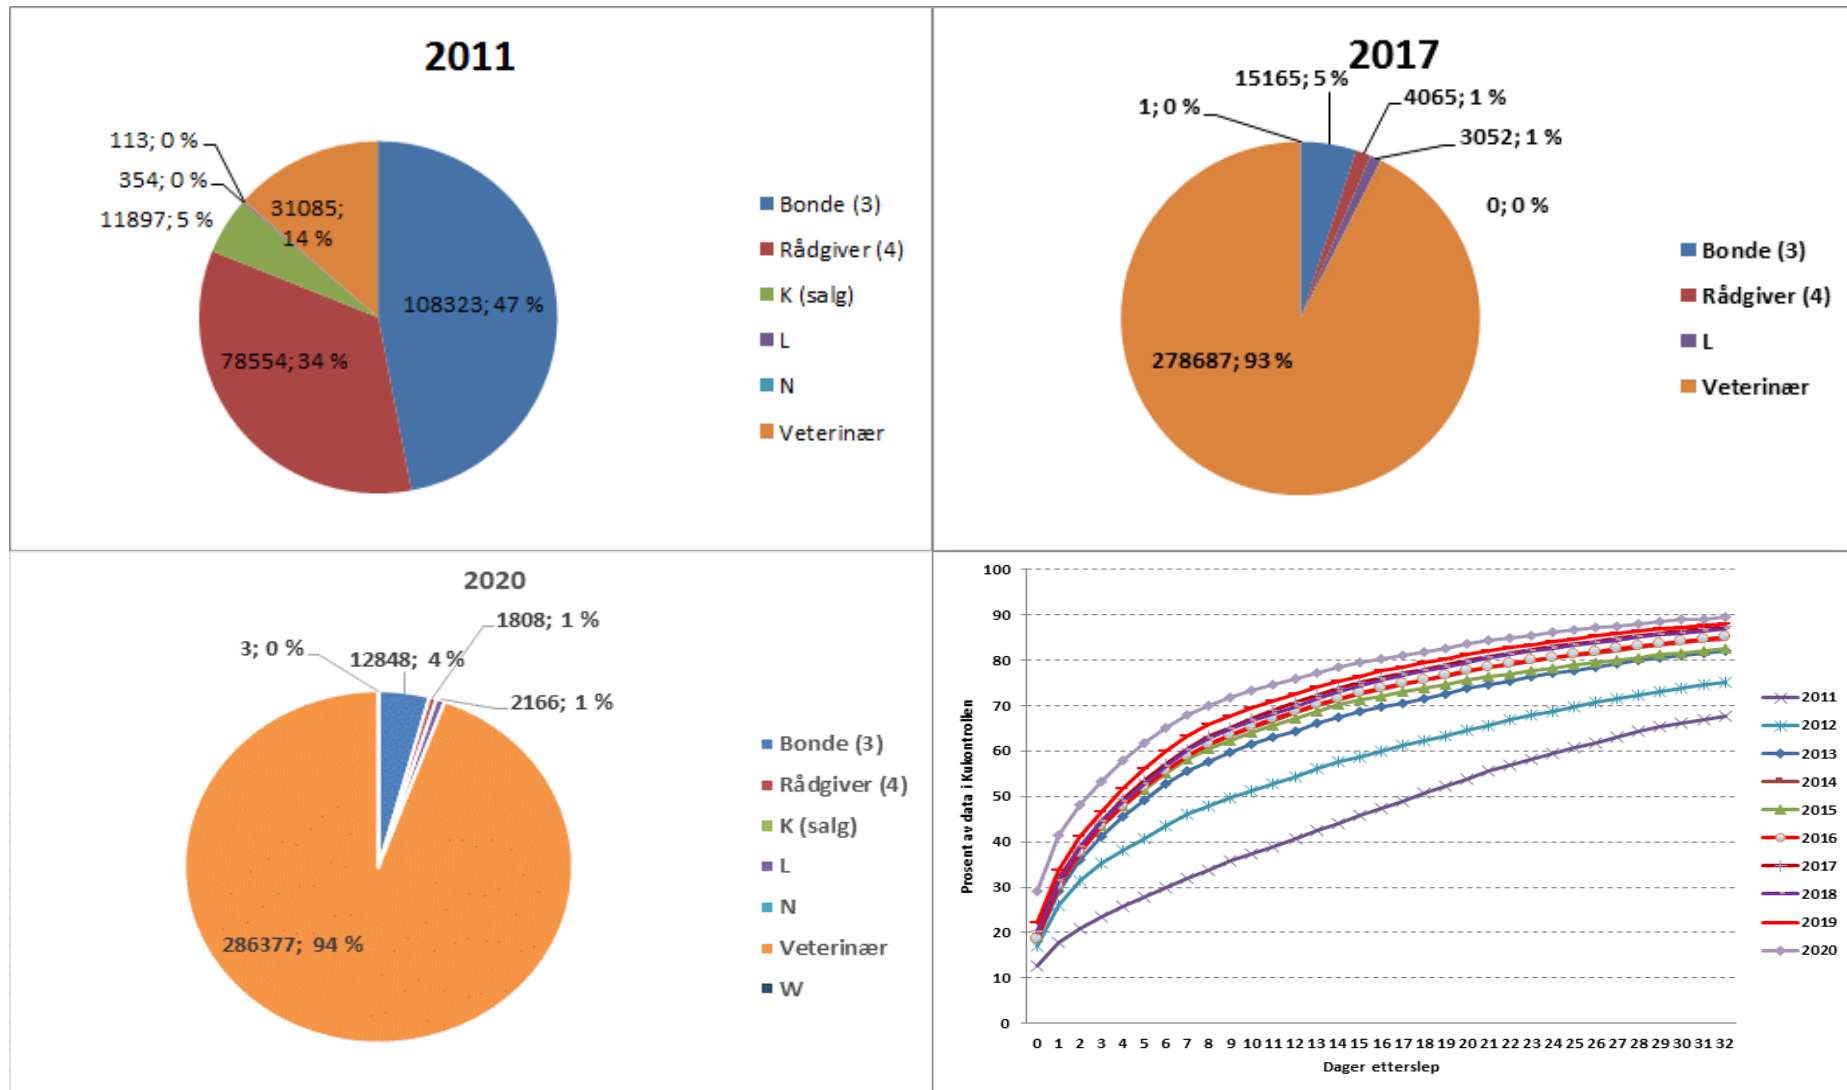 2011
113; 0 %
354; 0 %
11897; 5 %
31085;
14 %
108323; 47 %
78554; 34 %
Bonde (3)
Rådgiver (4)
K (salg)
L
N
Veterinær
2017
15165; 5 %
1; 0 %
4065; 1 %
3052; 1 %
0; 0 %
278687; 93 %
Bonde (3)
Rådgiver (4)
L
Veterinær
2020
1808; 1 %
3; 0 %
12848; 4 %
2166; 1 %
286377; 94 %
Bonde (3)
Rådgiver (4)
K (salg)
L
N
Veterinær
W
100
90
80
70
60
50
40
30
20
10
0
Prosent av data i Kukontrollen
0 1 2 3 4 5 6 7 8 9 10 11 12 13 14 15 16 17 18 19 20 21 22 23 24 25 26 27 28 29 30 31 32
Dager etterslep
2011
2012
2013
2014
2015
2016
2017
2018
2019
2020